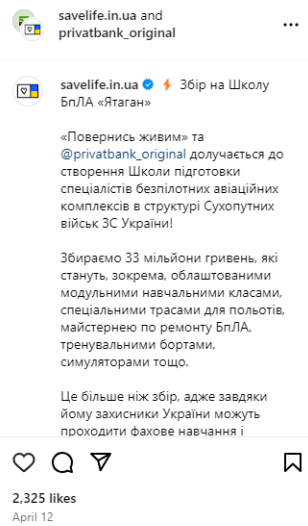 savelife.in.ua and
privatbank_original
savelife.in.ua Збір на Школу
БпЛА «Ятаган»
«Повернись живим» та
@privatbank_original долучається до
створення Школи підготовки
спеціалістів безпілотних авіаційних
комплексів в структурі Сухопутних
військ ЗС України!
Збираємо 33 мільйони гривень, які
стануть, зокрема, облаштованими
модульними навчальними класами,
спеціальними трасами для польотів,
майстернею по ремонту БпЛА,
тренувальними бортами,
симуляторами тощо.
Це більше ніж збір, адже завдяки
йому захисники України можуть
проходити фахове навчання і
2,325 likes
April 12